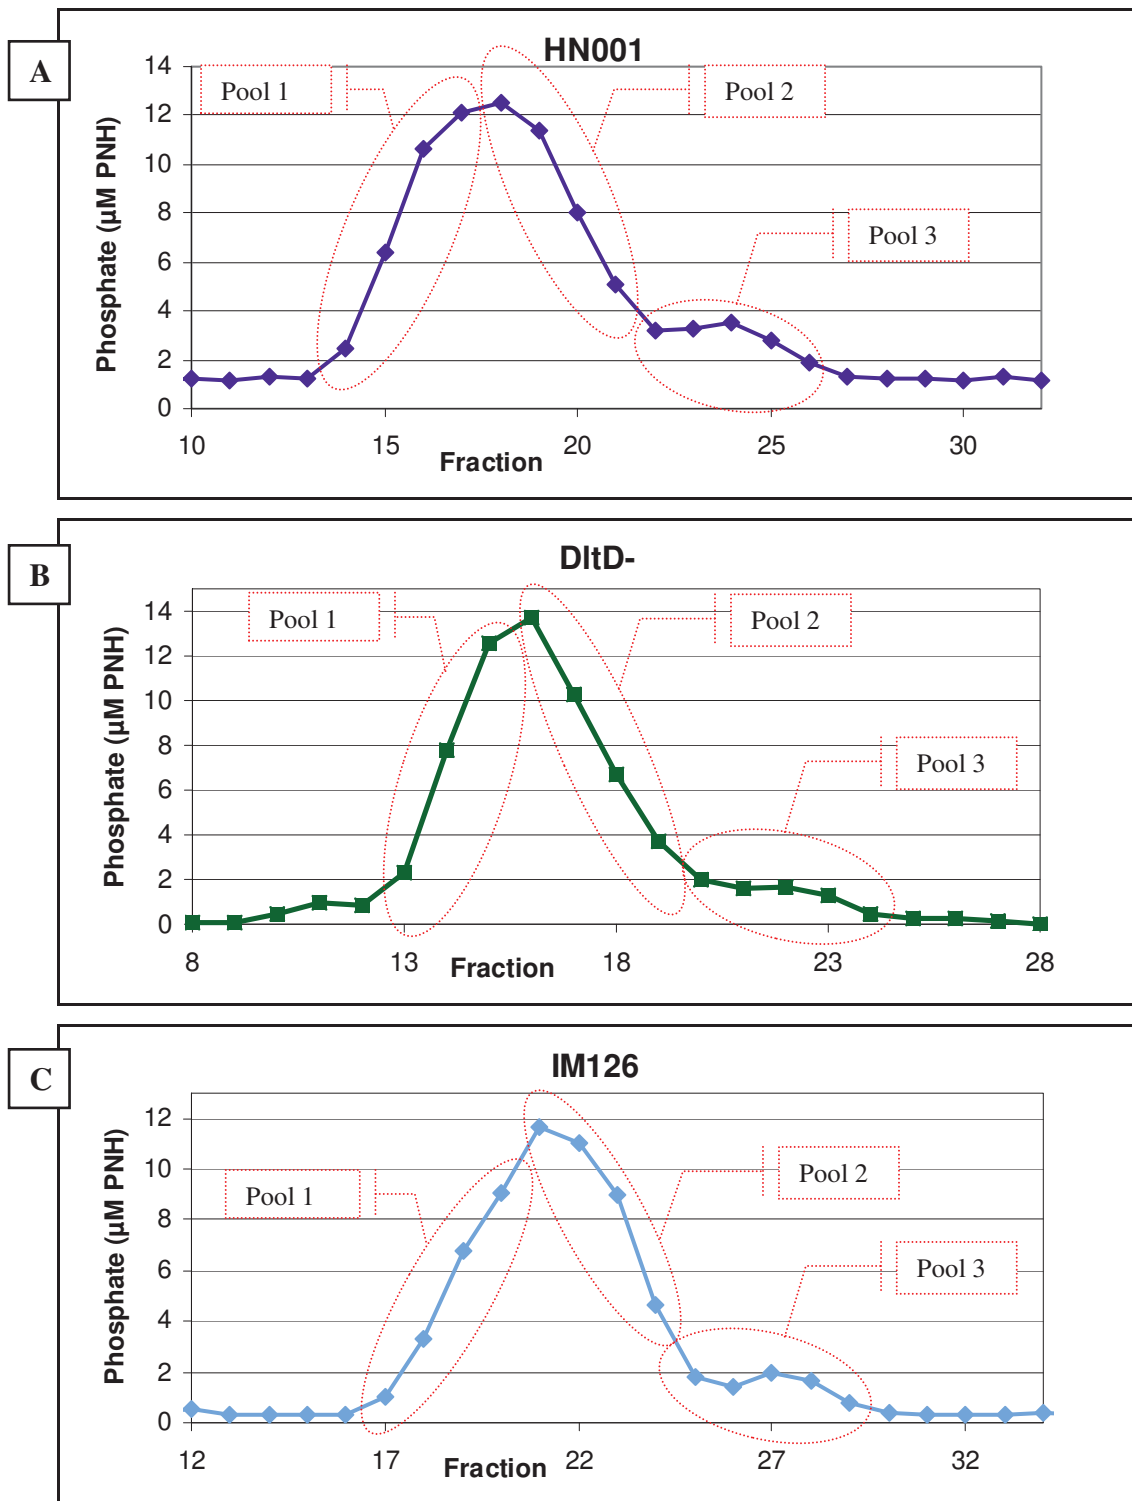 A
HN001
Phosphate (µM PNH)
14
12
10
8
6
4
2
0
Pool 1
Pool 2
Pool 3
10
15
20
25
30
Fraction
B
DltD-
Phosphate (µM PNH)
14
12
10
8
6
4
2
0
Pool 1
Pool 2
Pool 3
8
13
18
23
28
Fraction
C
IM126
Phosphate (µM PNH)
12
10
8
6
4
2
0
Pool 1
Pool 2
Pool 3
12
17
22
27
32
Fraction